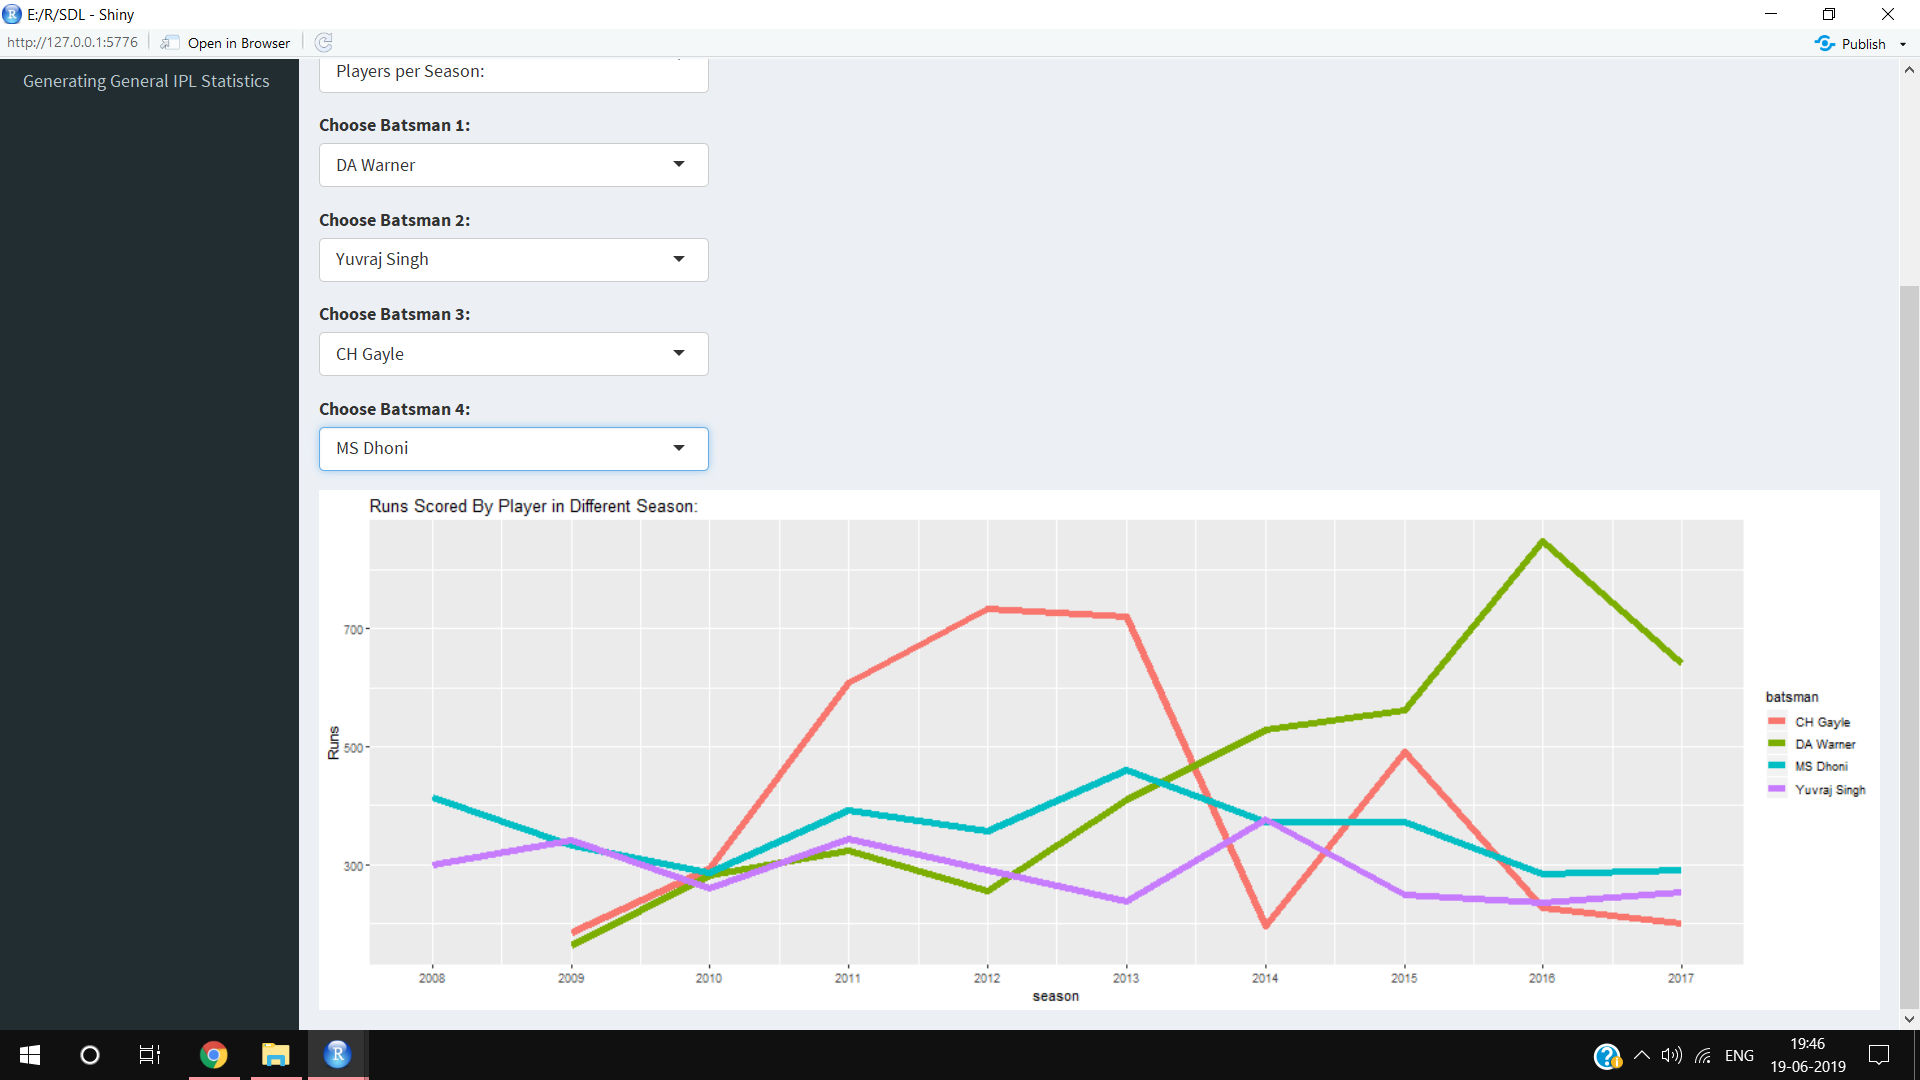 E:/R/SDL - Shiny
http://127.0.0.1:5776 Open in Browser Publish
Generating General IPL Statistics
Players per Season:
Choose Batsman 1:
DA Warner
Choose Batsman 2:
Yuvraj Singh
Choose Batsman 3:
CH Gayle
Choose Batsman 4:
MS Dhoni
Runs Scored By Player in Different Season:
700
500
300
Runs
2008 2009 2010 2011 2012 2013 2014 2015 2016 2017
season
batsman
CH Gayle
DA Warner
MS Dhoni
Yuvraj Singh
ENG
19:46
19-06-2019